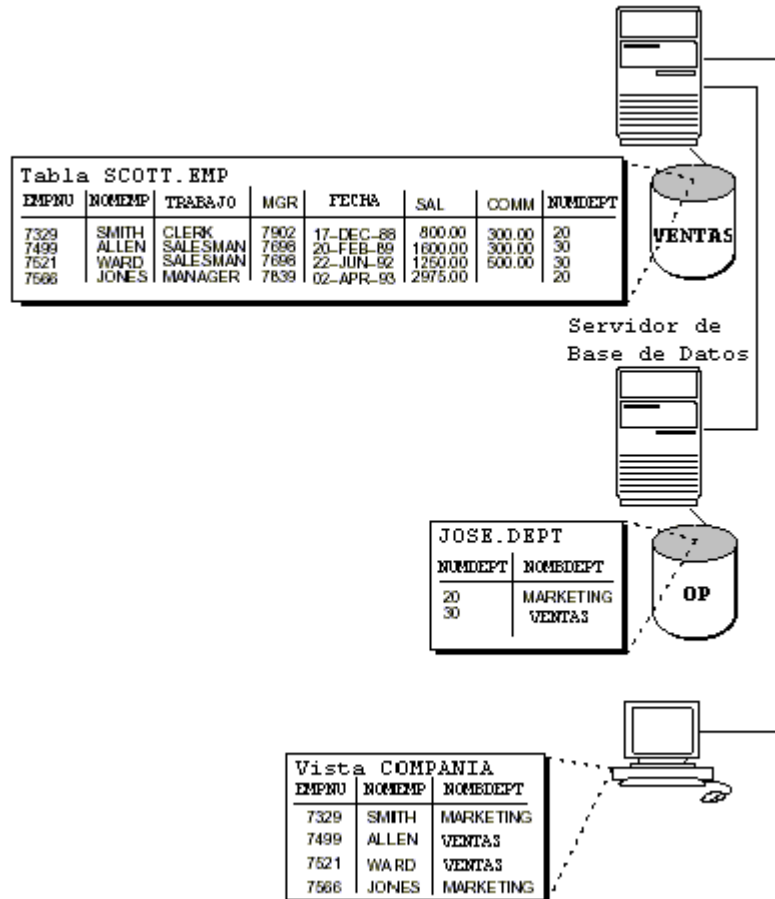 Tabla SCOTT.EMP
EMPNU NOMEMP TRABAJO MGR FECHA SAL COMM NUMDEPT
7329 SMITH CLERK 7902 17-DEC-88 800.00 300.00 20
7499 ALLEN SALESMAN 7698 20-FEB-89 1600.00 300.00 30
7521 WARD SALESMAN 7698 22-JUN-92 1250.00 500.00 30
7566 JONES MANAGER 7839 02-APR-93 2975.00 20
VENTAS
Servidor de
Base de Datos
JOSE.DEPT
NUMDEPT NOMBDEPT
20 MARKETING
30 VENTAS
OP
Vista COMPANIA
EMPNU NOMEMP NOMBDEPT
7329 SMITH MARKETING
7499 ALLEN VENTAS
7521 WARD VENTAS
7566 JONES MARKETING